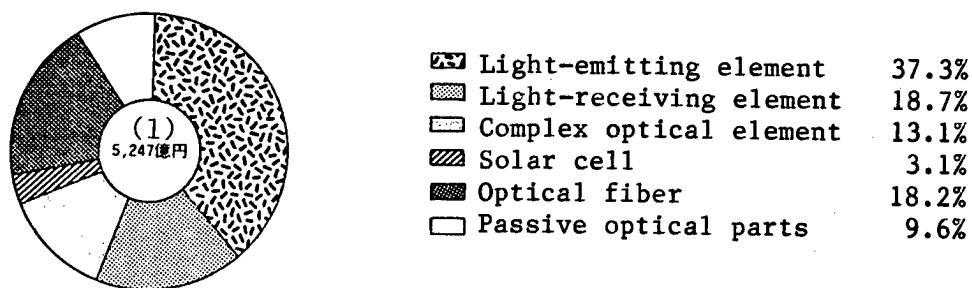 (1)
5,247億円
Light-emitting element 37.3%
Light-receiving element 18.7%
Complex optical element 13.1%
Solar cell 3.1%
Optical fiber 18.2%
Passive optical parts 9.6%